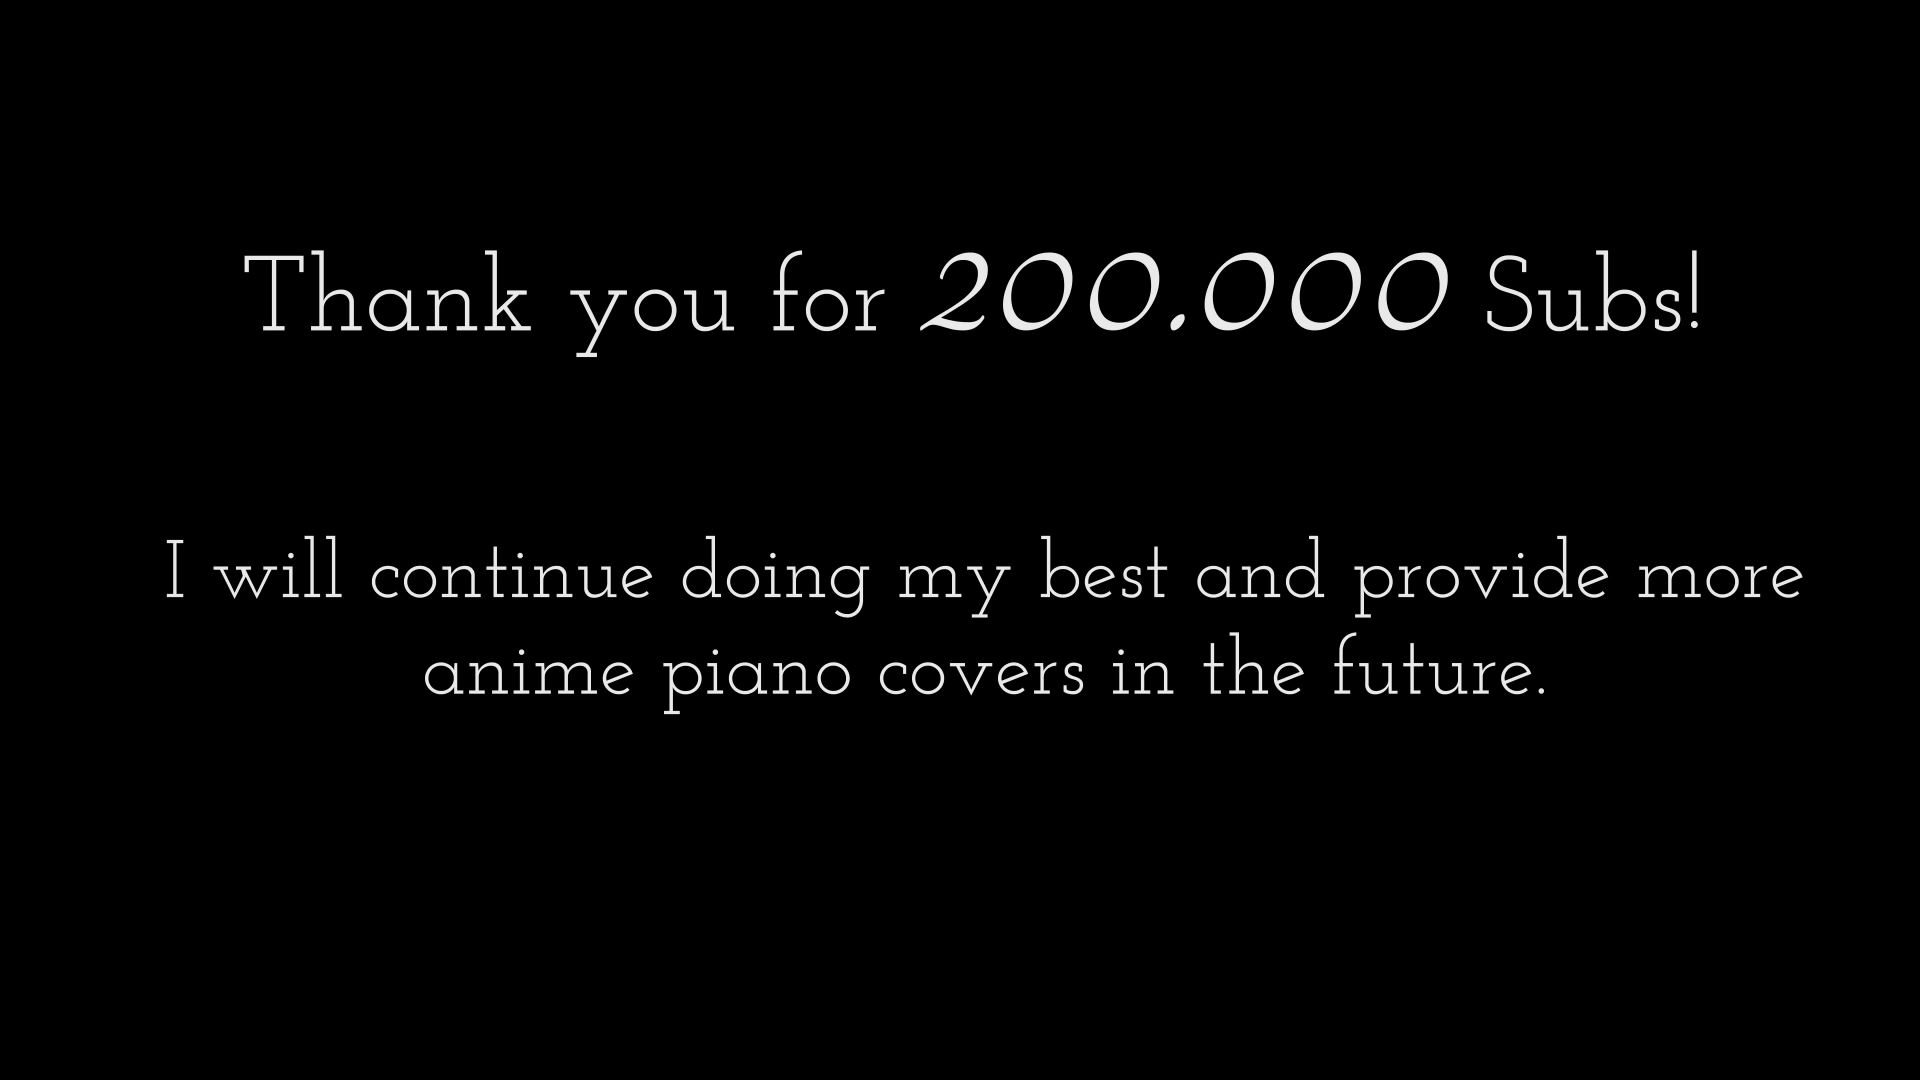 Thank you for 200.000 Subs!
I will continue doing my best and provide more
anime piano covers in the future.